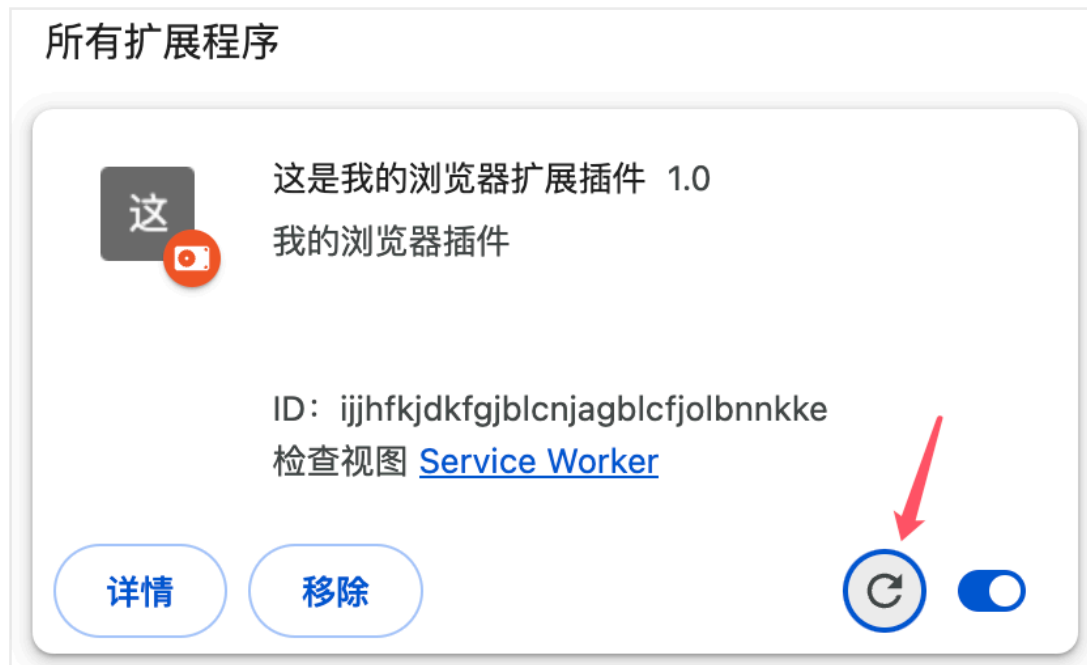 所有扩展程序
这
这是我的浏览器扩展插件 1.0
我的浏览器插件
ID：ijjhfkjdkfgjblcnjagblcfjolbnnkke
检查视图 Service Worker
详情 移除